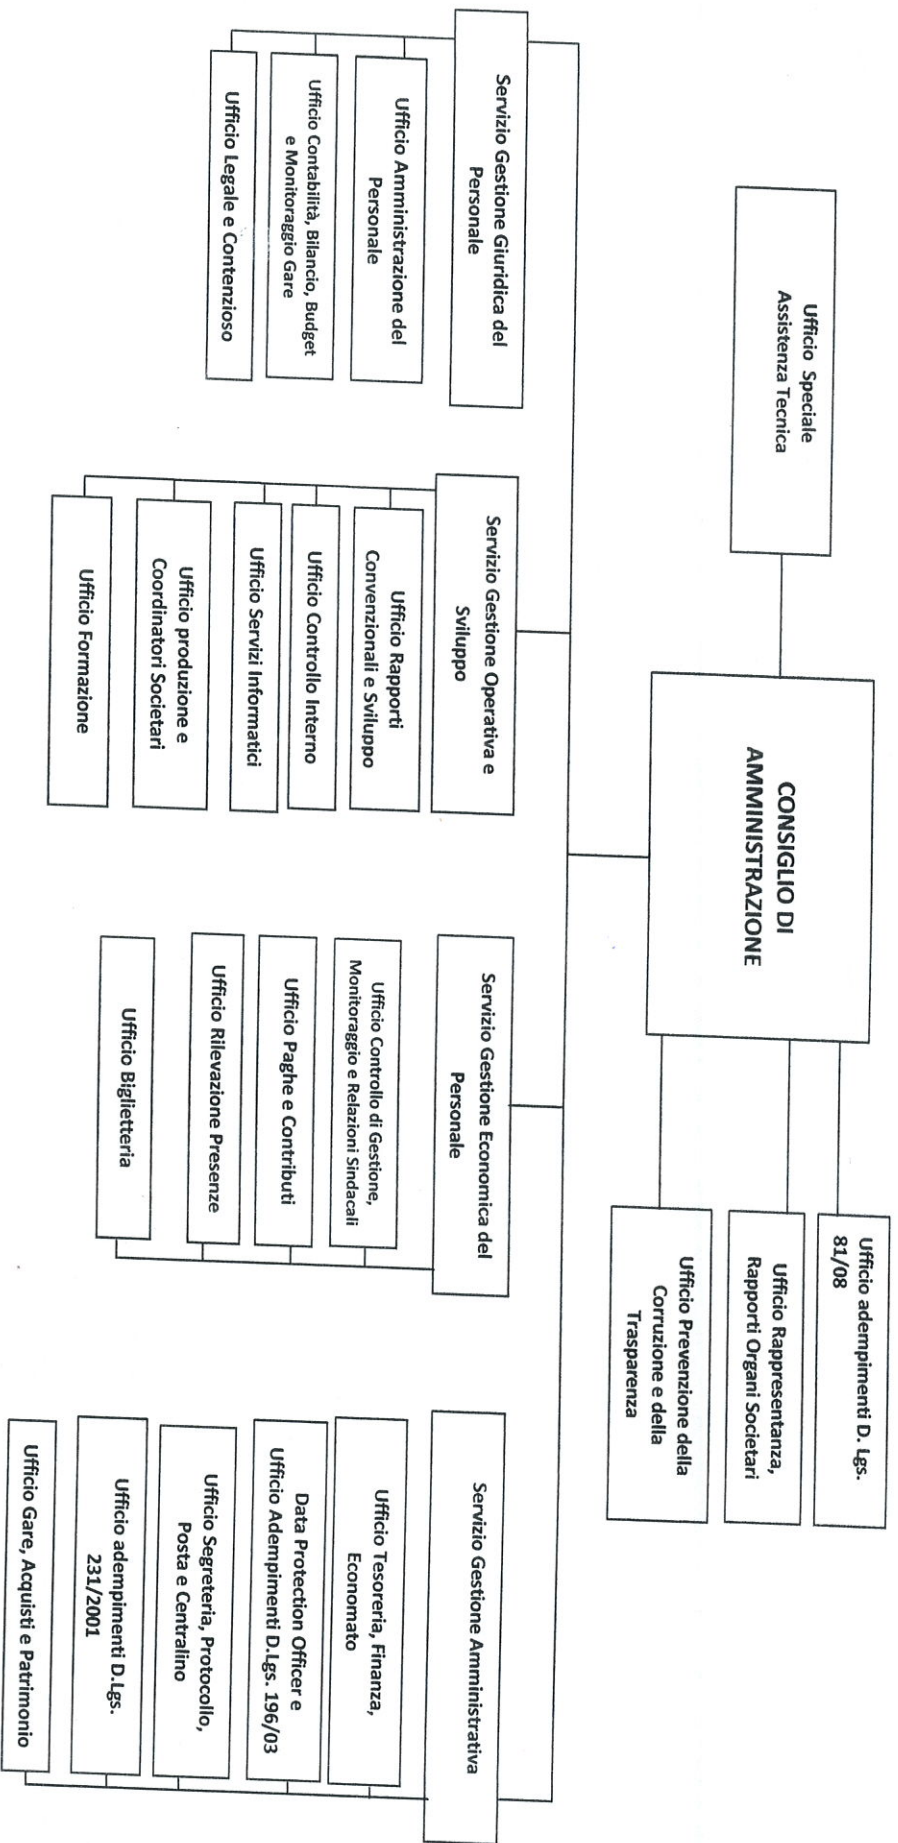 Ufficio Speciale
Assistenza Tecnica
CONSIGLIO DI
AMMINISTRAZIONE
Ufficio adempimenti D. Lgs.
81/08
Ufficio Rappresentanza,
Rapporti Organi Societari
Ufficio Prevenzione della
Corruzione e della
Trasparenza
Servizio Gestione Giuridica del
Personale
Ufficio Amministrazione del
Personale
Ufficio Contabilità, Bilancio, Budget
e Monitoraggio Gare
Ufficio Legale e Contenzioso
Servizio Gestione Operativa e
Sviluppo
Ufficio Rapporti
Convenzionali e Sviluppo
Ufficio Controllo Interno
Ufficio Servizi Informatici
Ufficio produzione e
Coordinatori Societari
Ufficio Formazione
Servizio Gestione Economica del
Personale
Ufficio Controllo di Gestione,
Monitoraggio e Relazioni Sindacali
Ufficio Paghe e Contributi
Ufficio Rilevazione Presenze
Ufficio Biglietteria
Servizio Gestione Amministrativa
Ufficio Tesoreria, Finanza,
Economato
Data Protection Officer e
Ufficio Adempimenti D.Lgs. 196/03
Ufficio Segreteria, Protocollo,
Posta e Centralino
Ufficio adempimenti D.Lgs.
231/2001
Ufficio Gare, Acquisti e Patrimonio